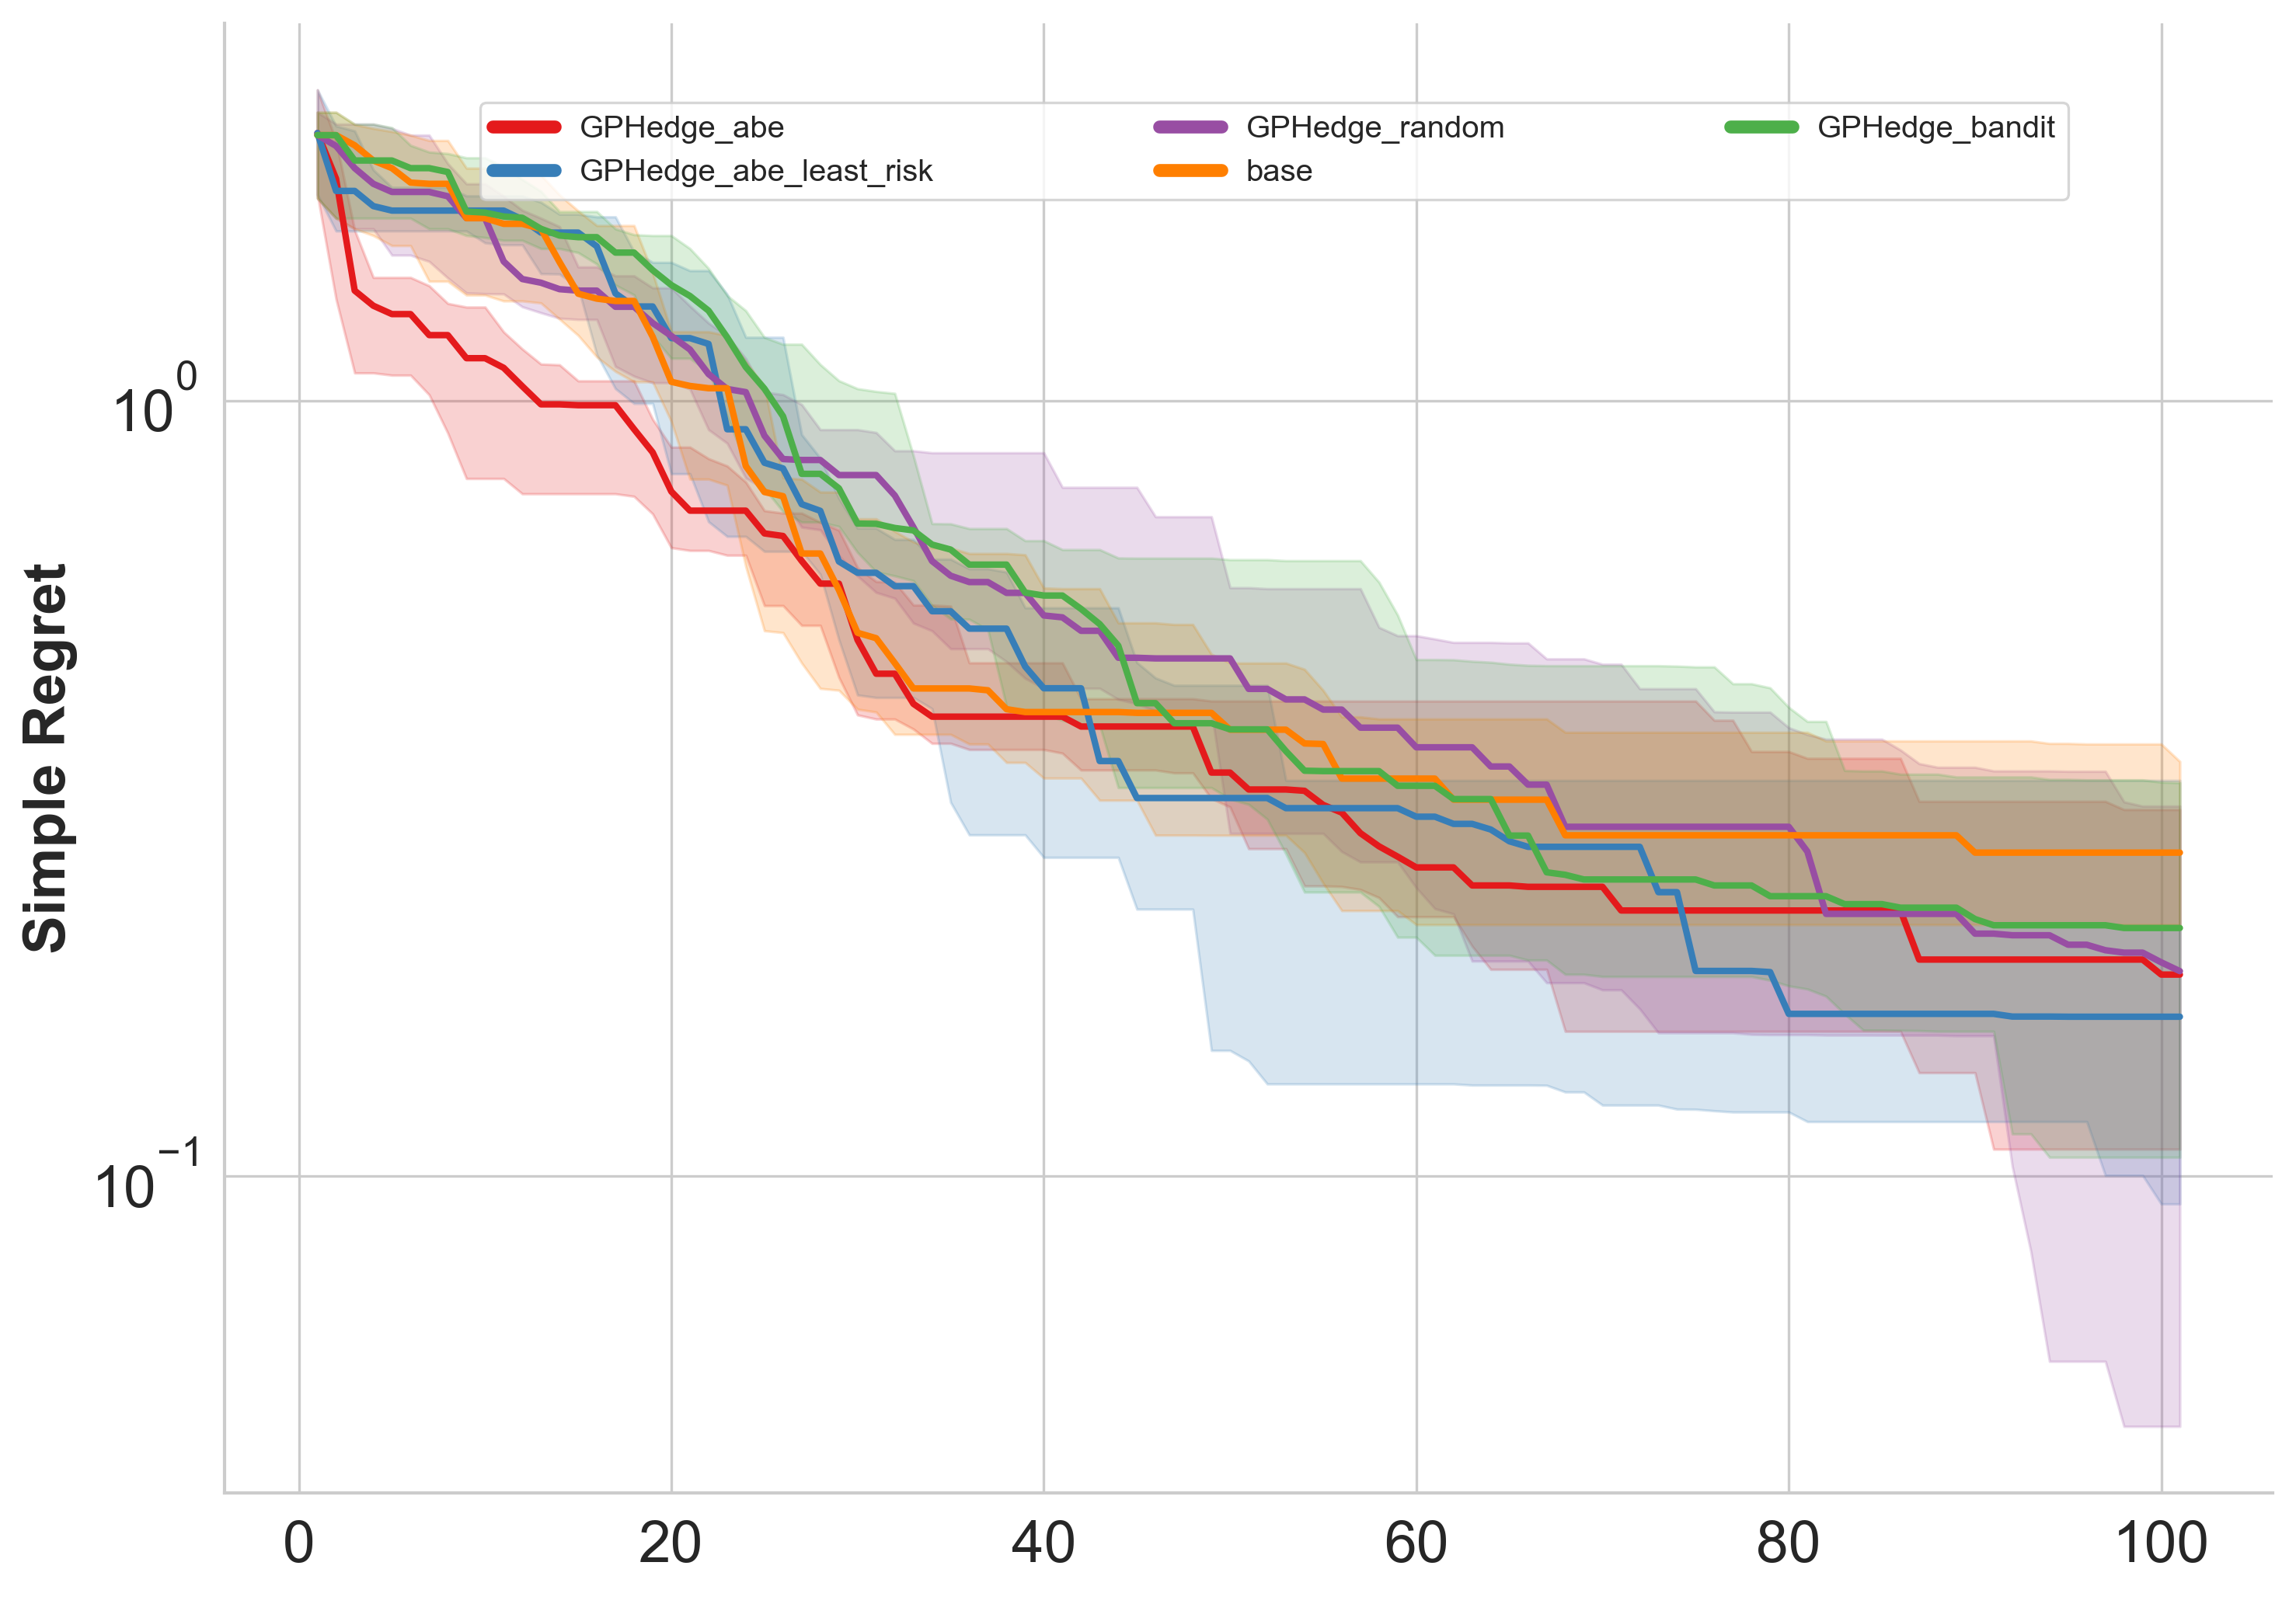 GPHedge_abe
GPHedge_abe_least_risk
GPHedge_random
base
GPHedge_bandit
Simple Regret
10^0
10^−1
0 20 40 60 80 100